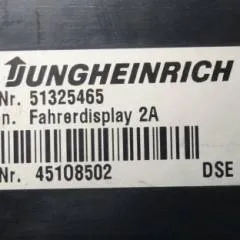 JUNGHEINRICH
Nr. 51325465
n. Fahrerdisplay 2A
Nr. 45108502 DSE